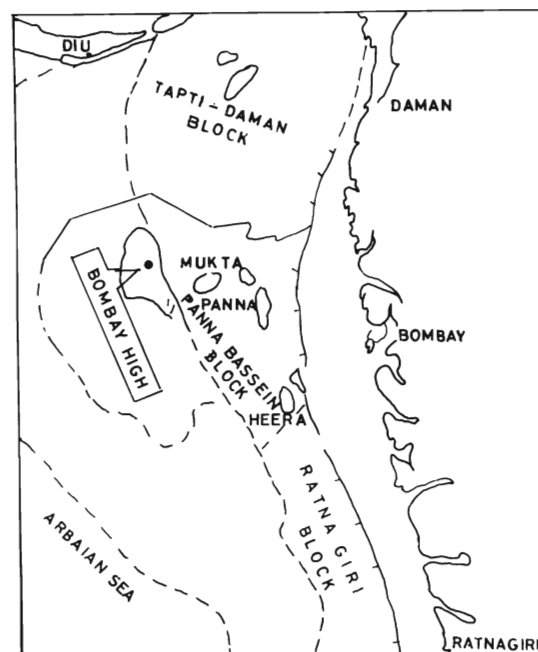 DIU
TAPTI-DAMAN
BLOCK
DAMAN
MUKTA
PANNA
BOMBAY HIGH
PANNA BASSEIN
BLOCK
BOMBAY
HEERA
RATNA GIRI
BLOCK
ARBAIAN SEA
RATNAGIRI